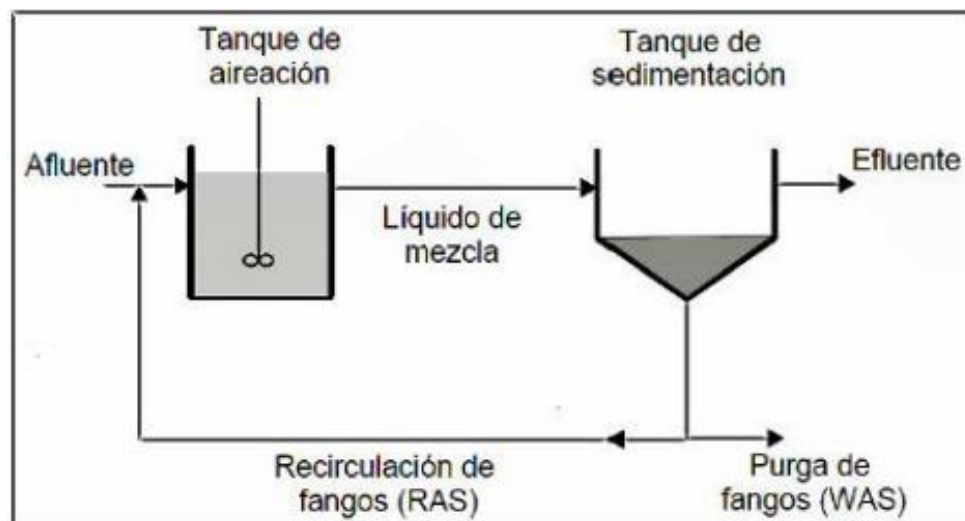 Tanque de
aireación
Tanque de
sedimentación
Afluente
Efluente
Líquido de
mezcla
Recirculación de
fangos (RAS)
Purga de
fangos (WAS)